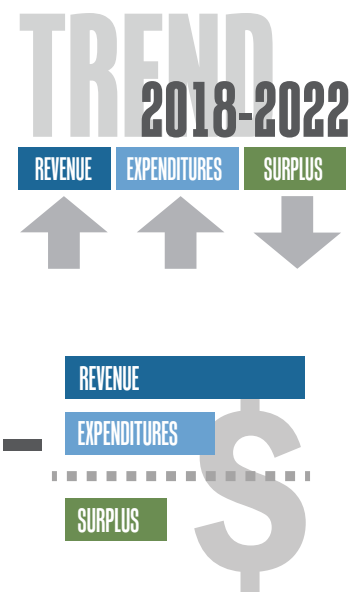 TREND
2018-2022
REVENUE EXPENDITURES SURPLUS
REVENUE
- EXPENDITURES
SURPLUS
$